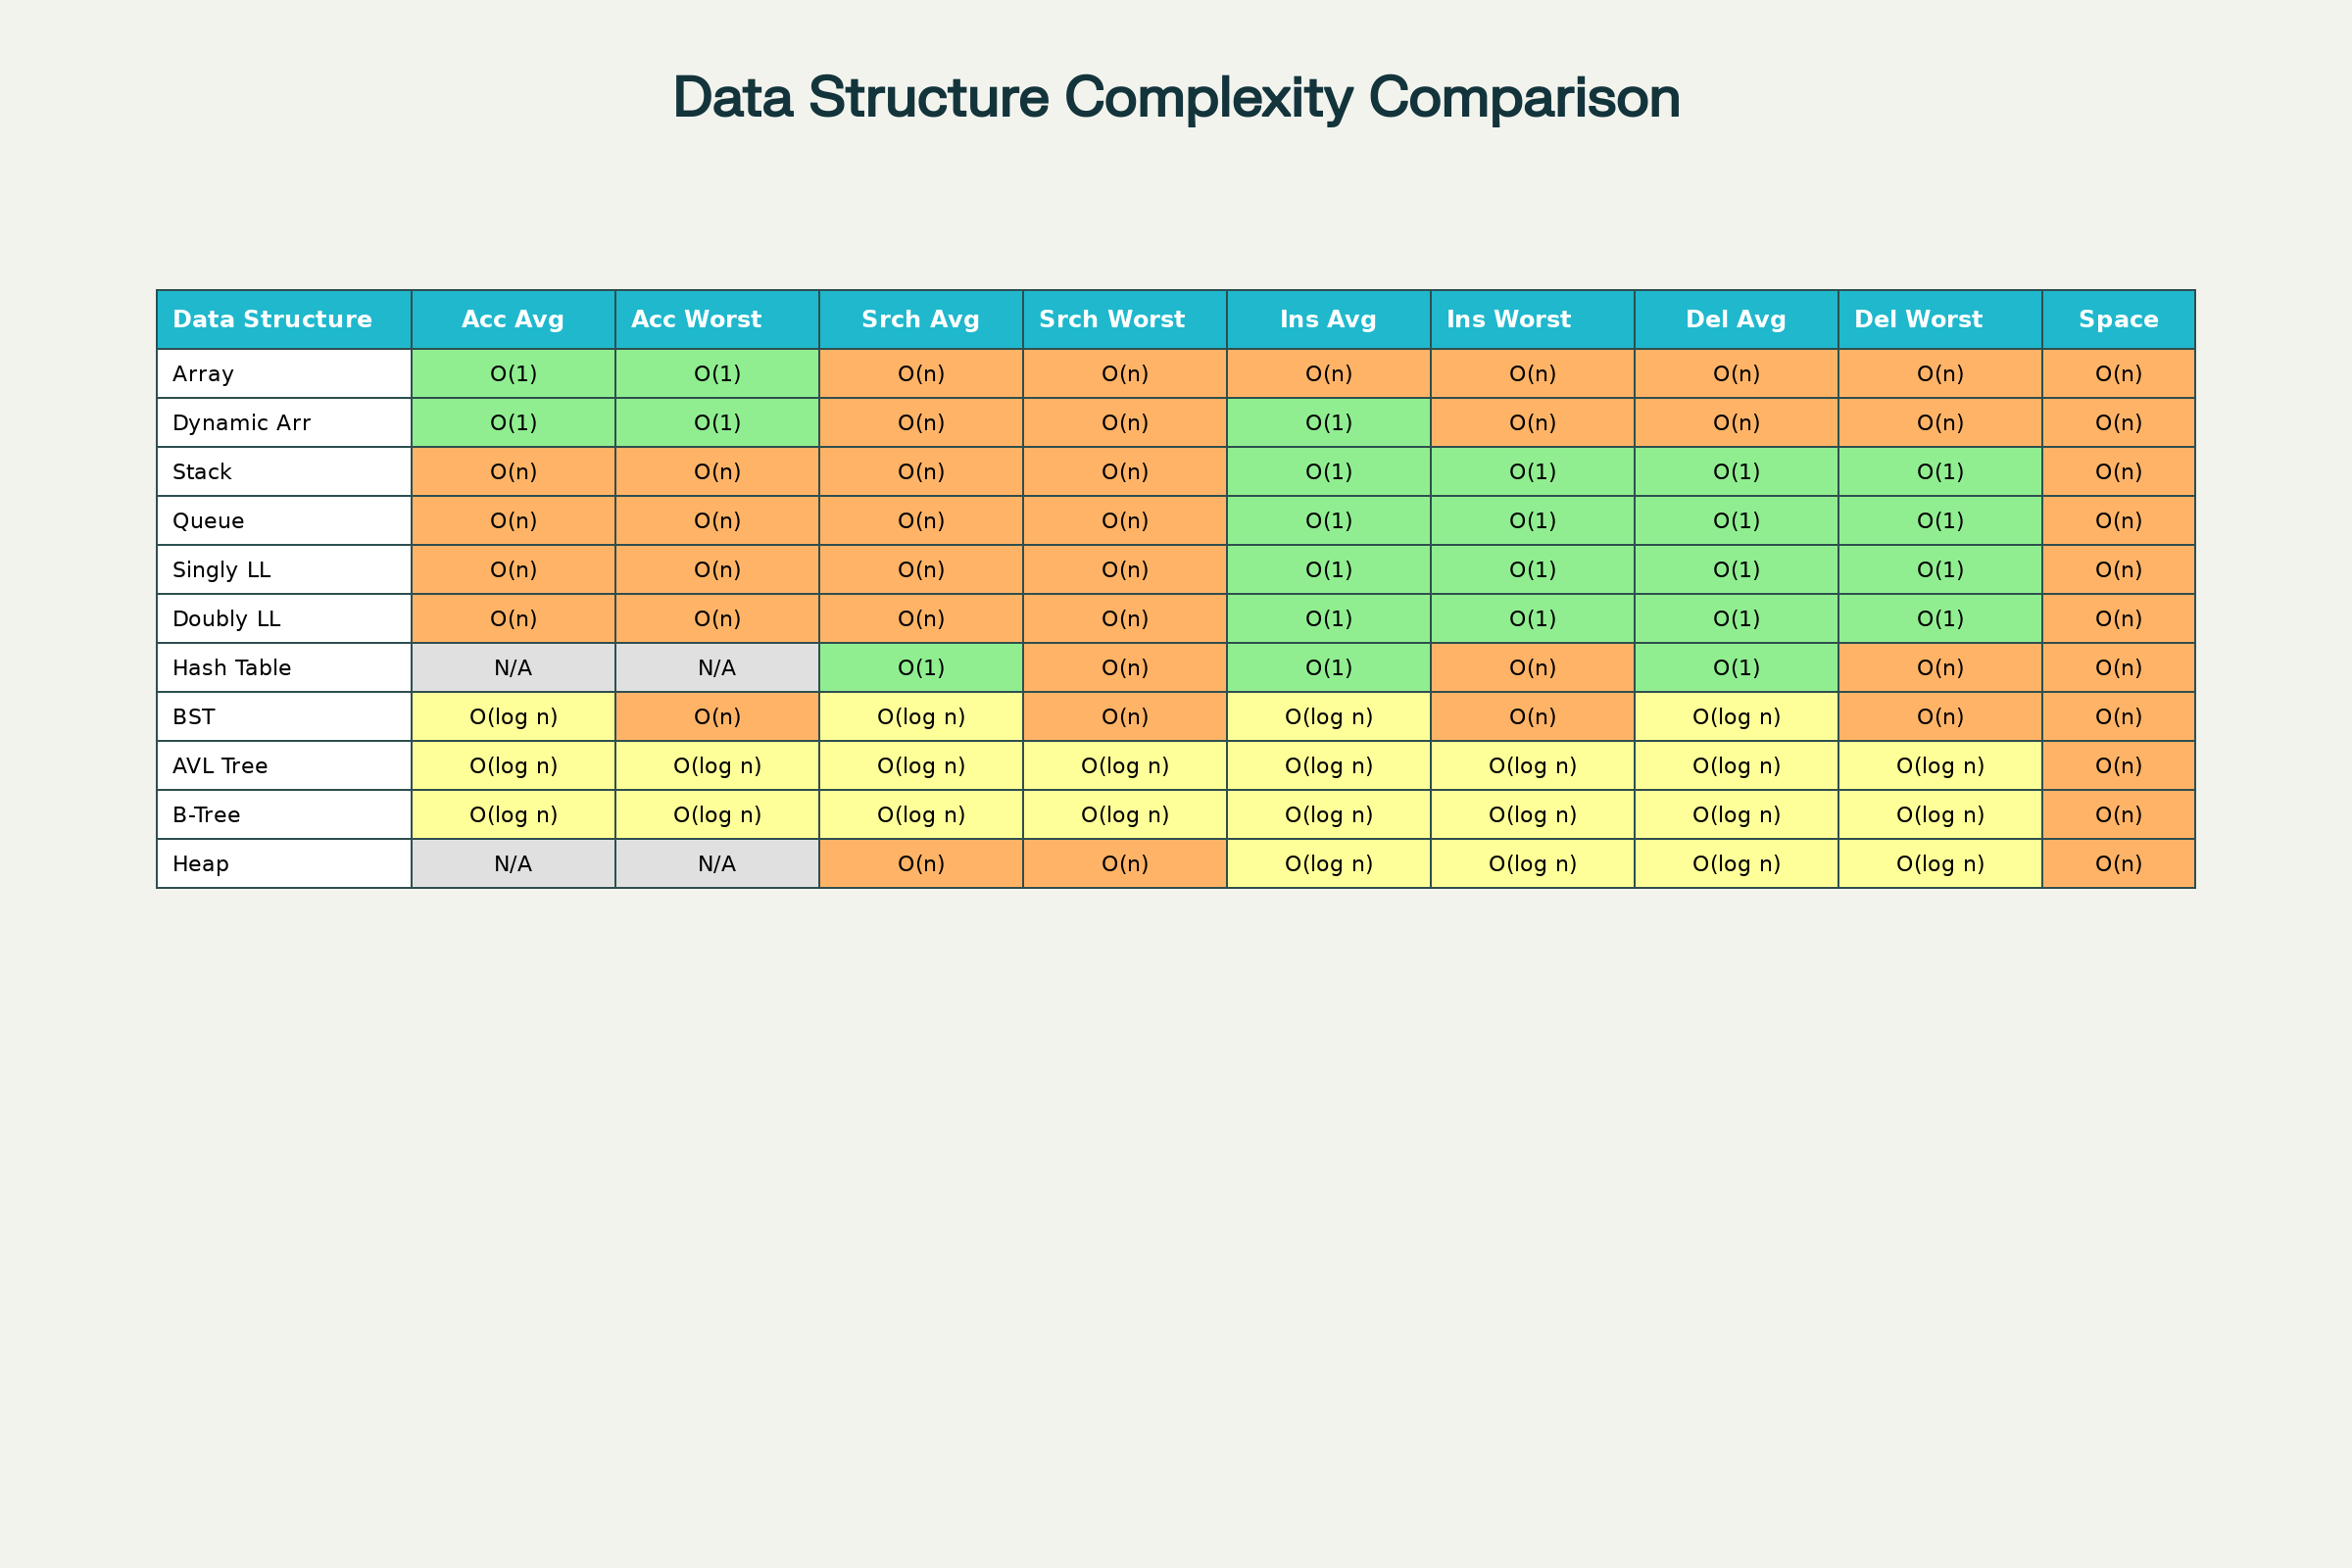 Data Structure Complexity Comparison
Data Structure Acc Avg Acc Worst Srch Avg Srch Worst Ins Avg Ins Worst Del Avg Del Worst Space
Array O(1) O(1) O(n) O(n) O(n) O(n) O(n) O(n) O(n)
Dynamic Arr O(1) O(1) O(n) O(n) O(1) O(n) O(n) O(n) O(n)
Stack O(n) O(n) O(n) O(n) O(1) O(1) O(1) O(1) O(n)
Queue O(n) O(n) O(n) O(n) O(1) O(1) O(1) O(1) O(n)
Singly LL O(n) O(n) O(n) O(n) O(1) O(1) O(1) O(1) O(n)
Doubly LL O(n) O(n) O(n) O(n) O(1) O(1) O(1) O(1) O(n)
Hash Table N/A N/A O(1) O(n) O(1) O(n) O(1) O(n) O(n)
BST O(log n) O(n) O(log n) O(n) O(log n) O(n) O(log n) O(n) O(n)
AVL Tree O(log n) O(log n) O(log n) O(log n) O(log n) O(log n) O(log n) O(log n) O(n)
B-Tree O(log n) O(log n) O(log n) O(log n) O(log n) O(log n) O(log n) O(log n) O(n)
Heap N/A N/A O(n) O(n) O(log n) O(log n) O(log n) O(log n) O(n)